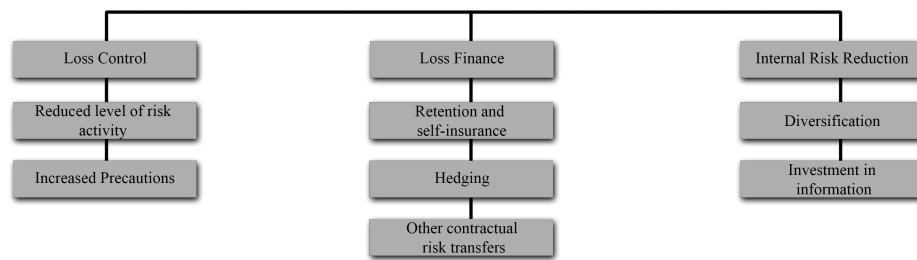 Loss Control
Reduced level of risk
activity
Increased Precautions
Loss Finance
Retention and
self-insurance
Hedging
Other contractual
risk transfers
Internal Risk Reduction
Diversification
Investment in
information